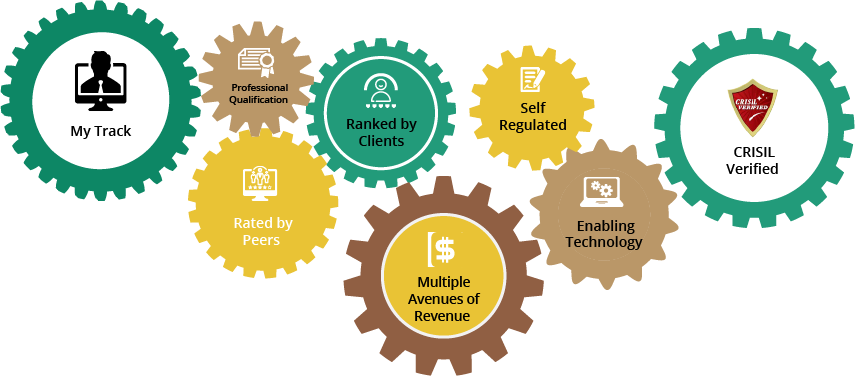 My Track
Professional
Qualification
Rated by
Peers
Ranked by
Clients
Multiple
Avenues of
Revenue
Self
Regulated
Enabling
Technology
CRISIL
VERIFIED
CRISIL
Verified